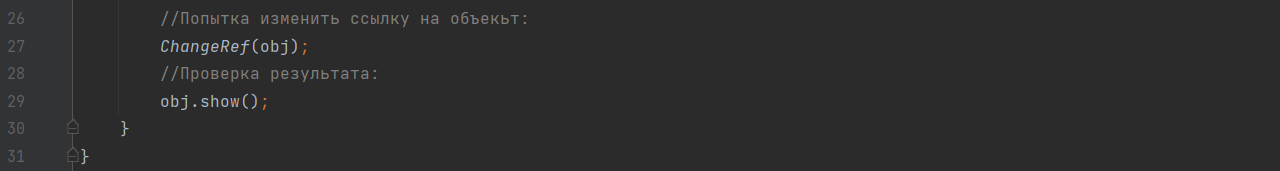 26 //Попытка изменить ссылку на объекьт:
27 ChangeRef(obj);
28 //Проверка результата:
29 obj.show();
30 }
31 }